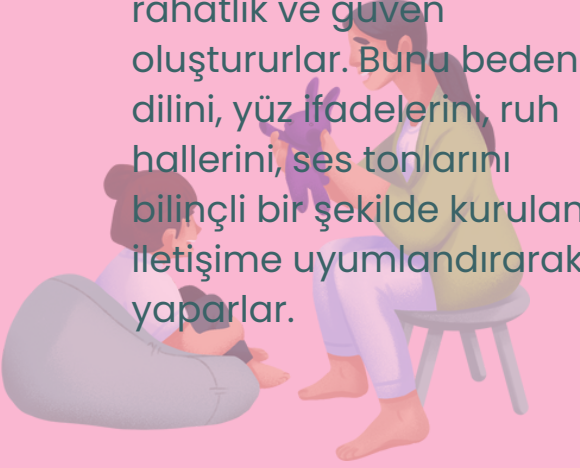 rahatlık ve güven
oluştururlar. Bunu beden
dilini, yüz ifadelerini, ruh
hallerini, ses tonlarını
bilinçli bir şekilde kurulan
iletişime uyumlandırarak
yaparlar.